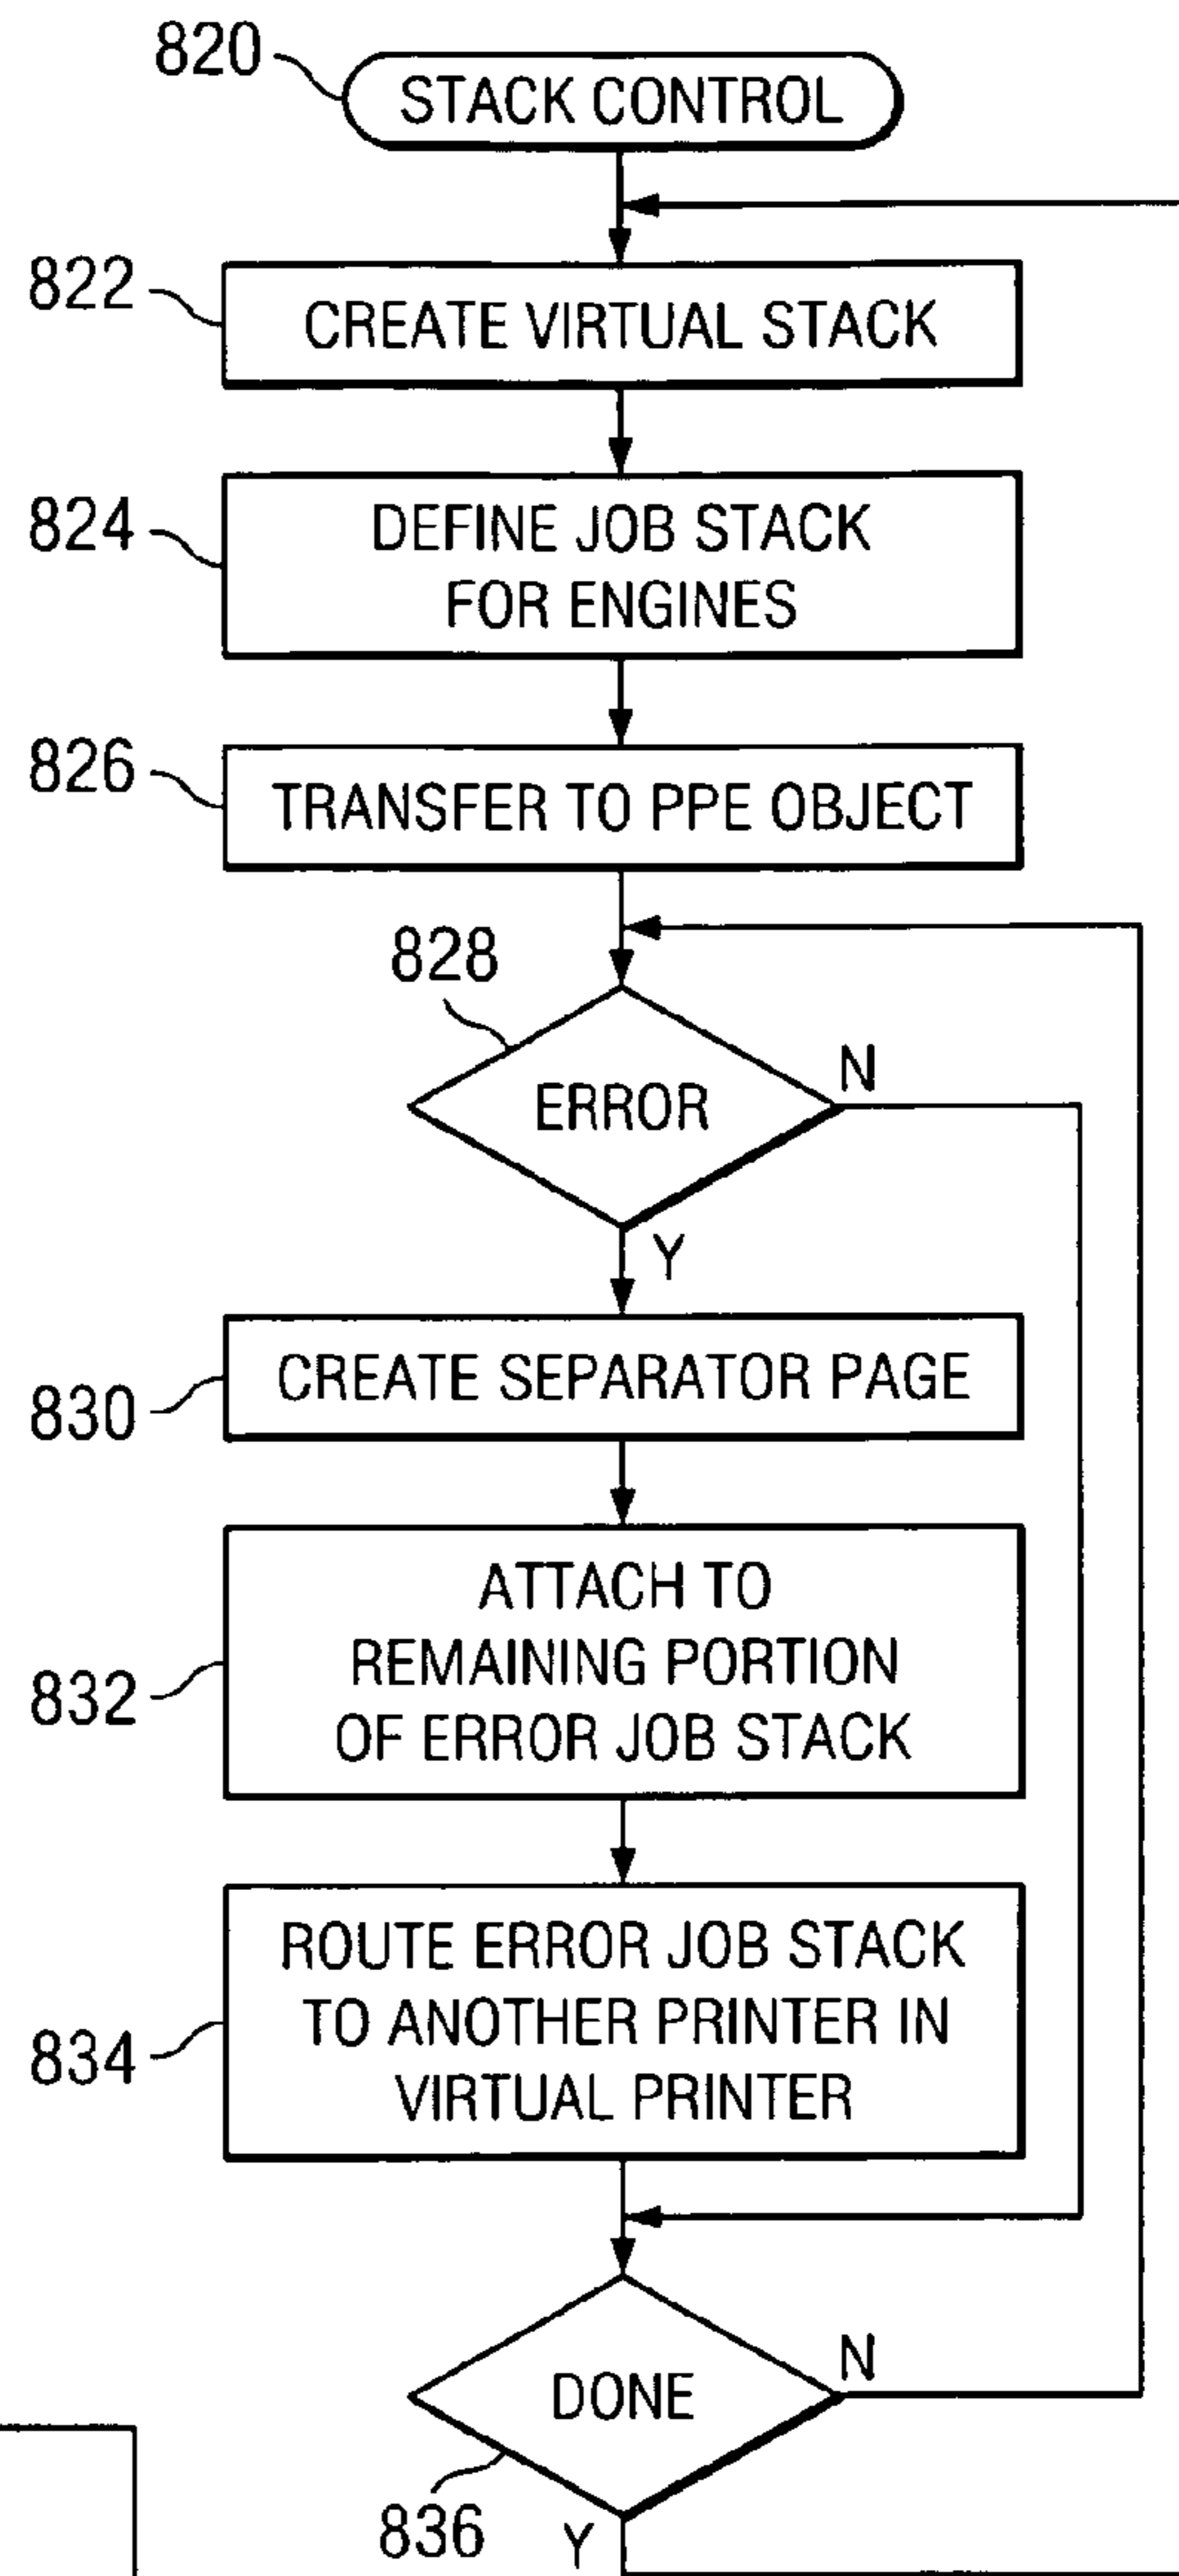 820
STACK CONTROL
822
CREATE VIRTUAL STACK
824
DEFINE JOB STACK
FOR ENGINES
826
TRANSFER TO PPE OBJECT
828
ERROR
N
Y
830
CREATE SEPARATOR PAGE
832
ATTACH TO
REMAINING PORTION
OF ERROR JOB STACK
834
ROUTE ERROR JOB STACK
TO ANOTHER PRINTER IN
VIRTUAL PRINTER
DONE
N
836
Y